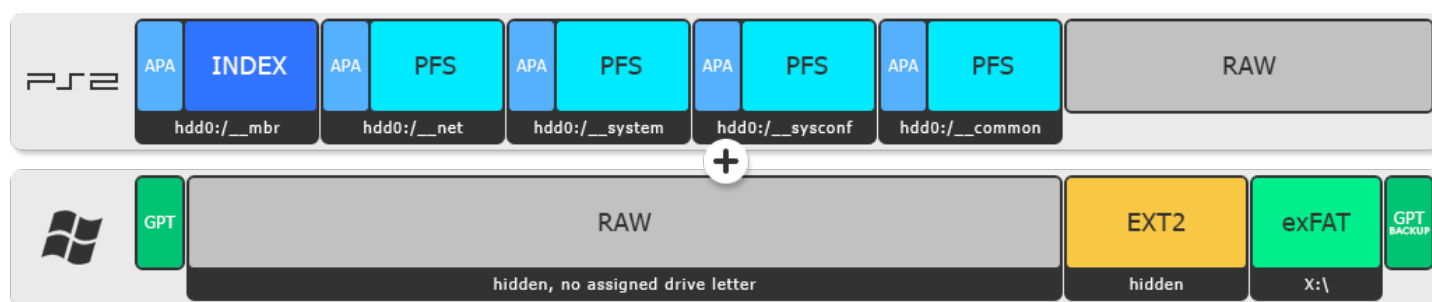 PS2
APA INDEX APA PFS APA PFS APA PFS APA PFS RAW
hdd0:/__mbr hdd0:/__net hdd0:/__system hdd0:/__sysconf hdd0:/__common
+
GPT RAW EXT2 exFAT GPT
BACKUP
hidden, no assigned drive letter hidden X:\